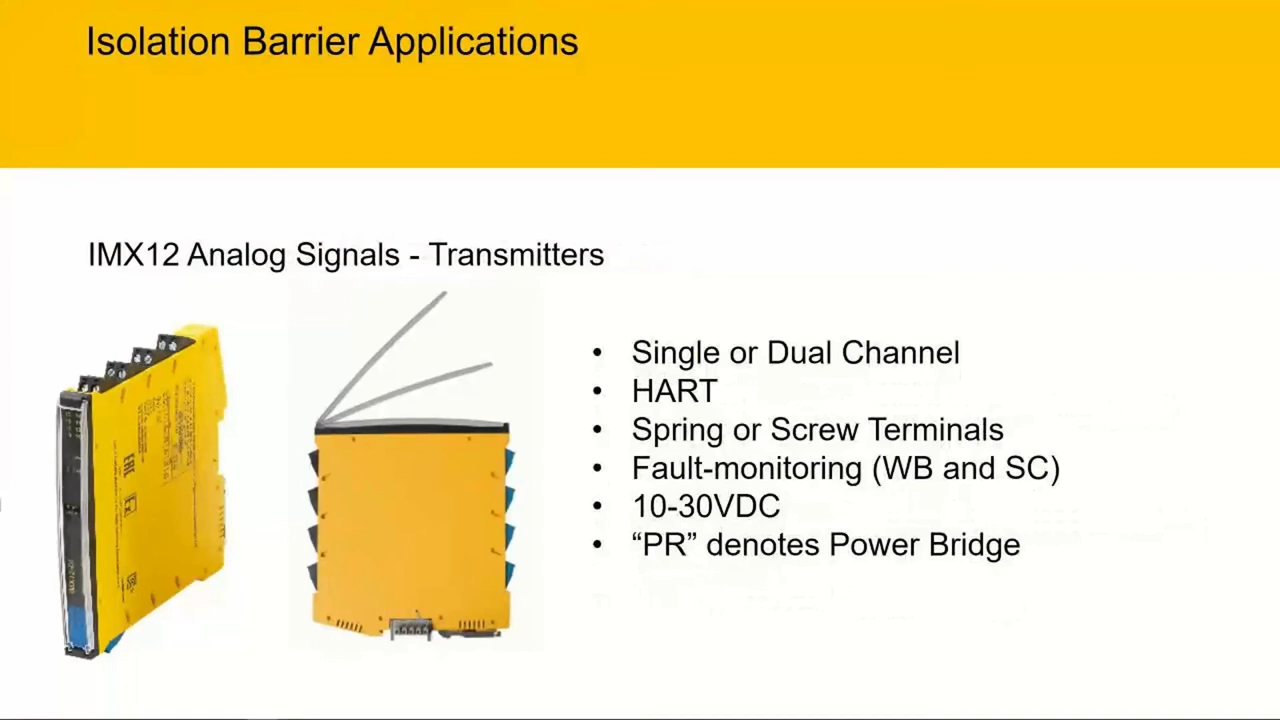 Isolation Barrier Applications
IMX12 Analog Signals - Transmitters
• Single or Dual Channel
• HART
• Spring or Screw Terminals
• Fault-monitoring (WB and SC)
• 10-30VDC
• “PR” denotes Power Bridge
EAC